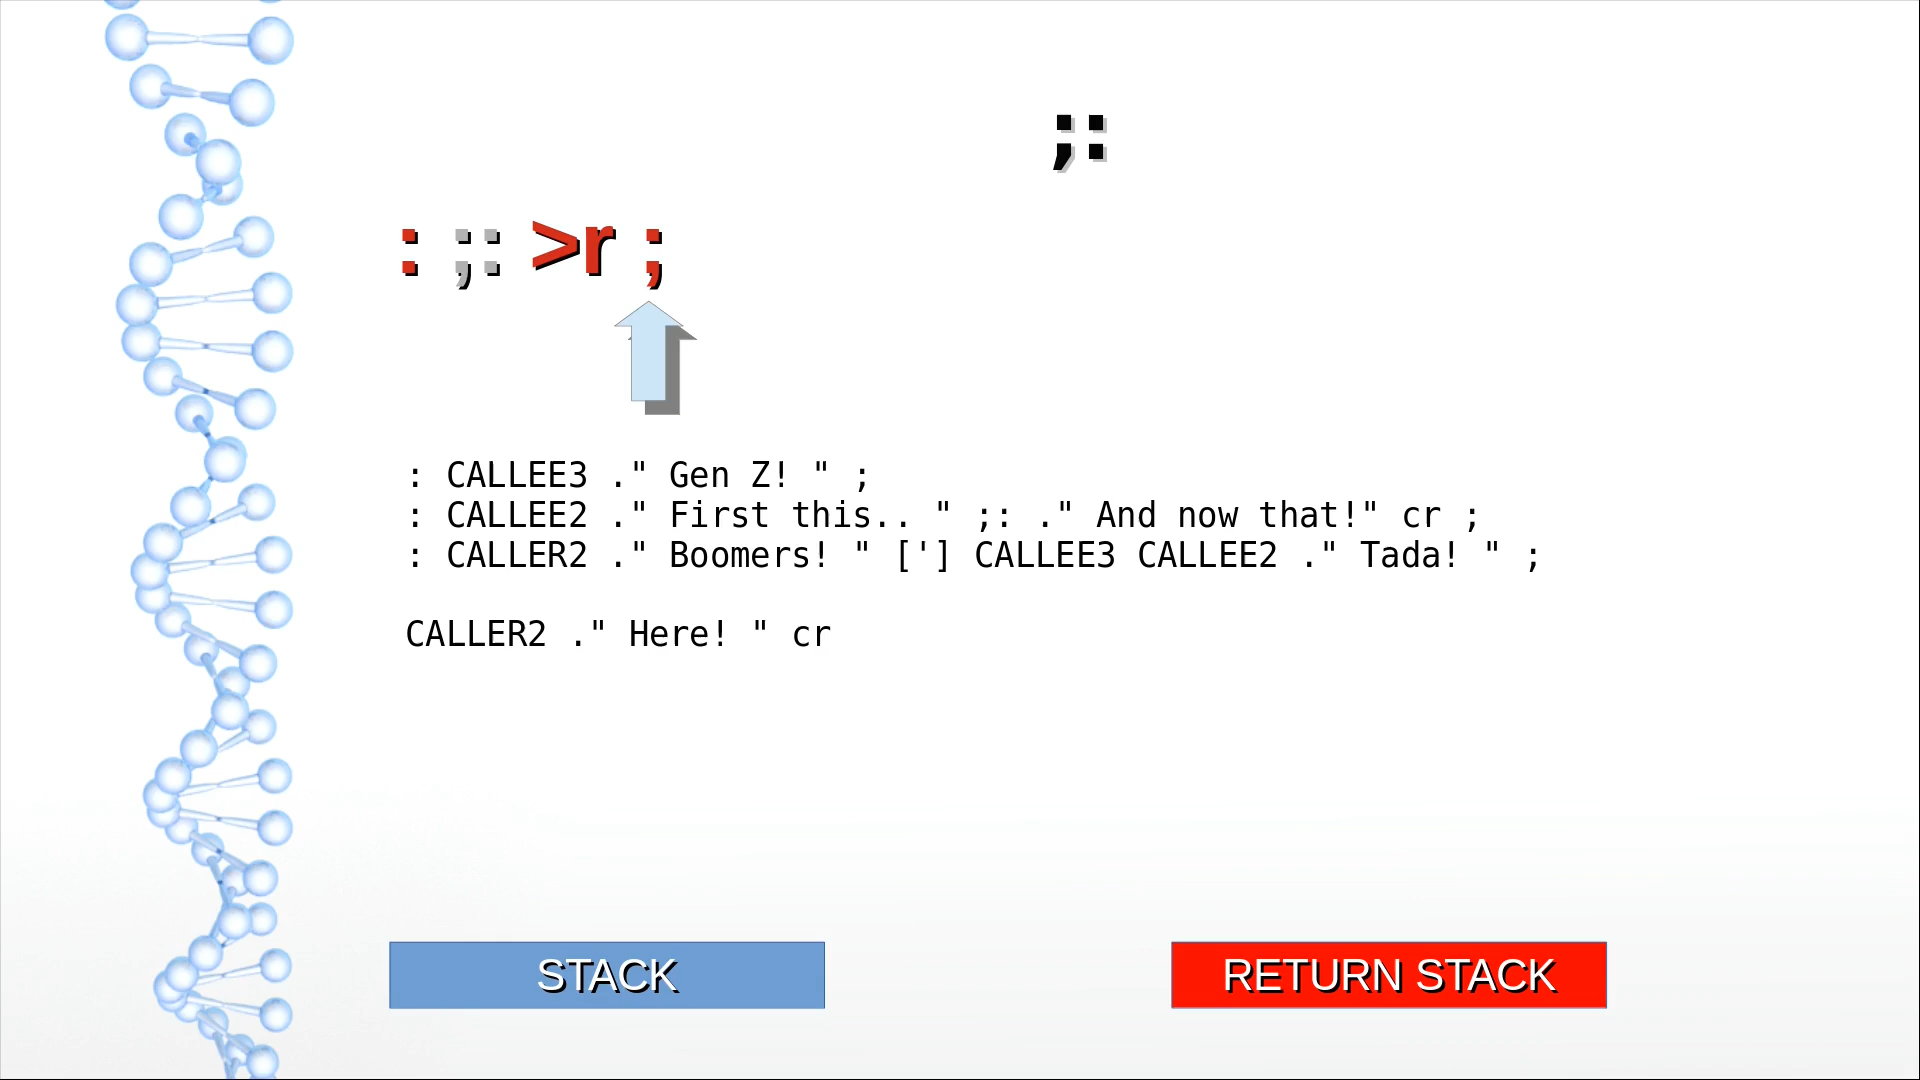 ;:
: ;: >r ;
: CALLEE3 ." Gen Z! " ;
: CALLEE2 ." First this.. " ;: ." And now that!" cr ;
: CALLER2 ." Boomers! " ['] CALLEE3 CALLEE2 ." Tada! " ;
CALLER2 ." Here! " cr
STACK
RETURN STACK